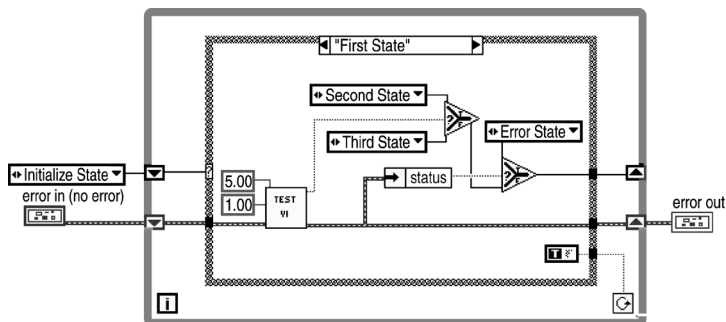 "First State"
Second State
Third State
Error State
Initialize State
error in (no error)
5.00
1.00
TEST
VI
status
?
T
F
?
T
F
?
error out
T F
i